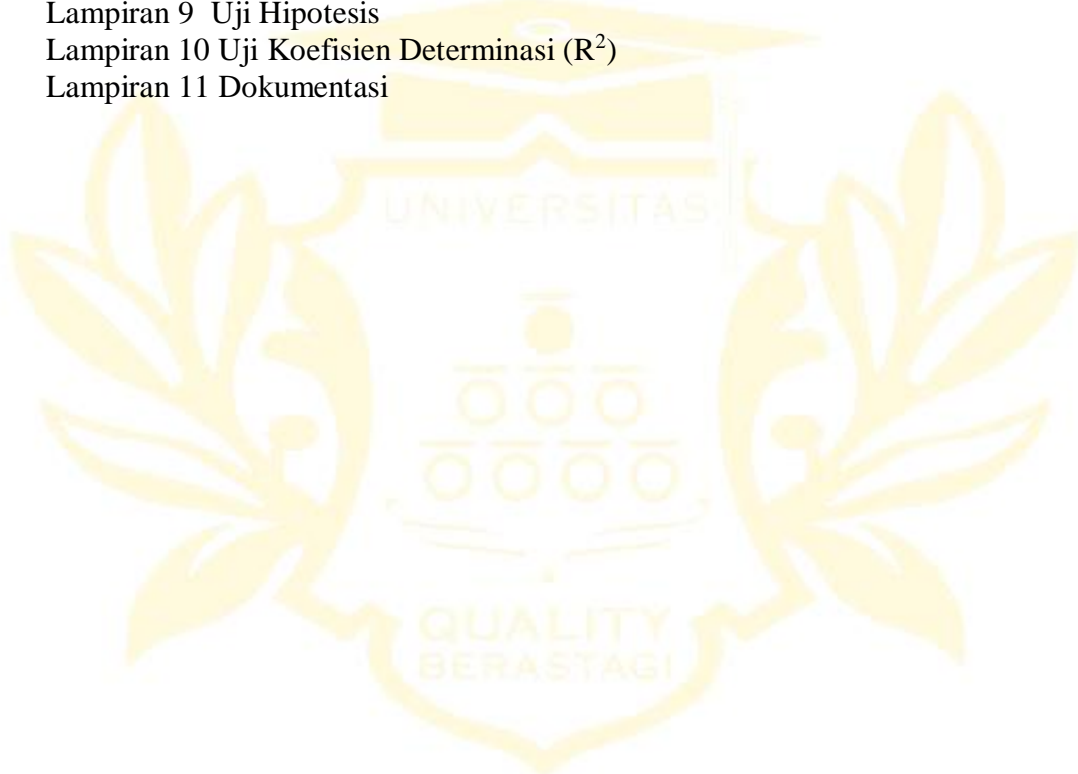 Lampiran 9  Uji Hipotesis
Lampiran 10 Uji Koefisien Determinasi (R²)
Lampiran 11 Dokumentasi
UNIVERSITAS
QUALITY
BERASTAGI